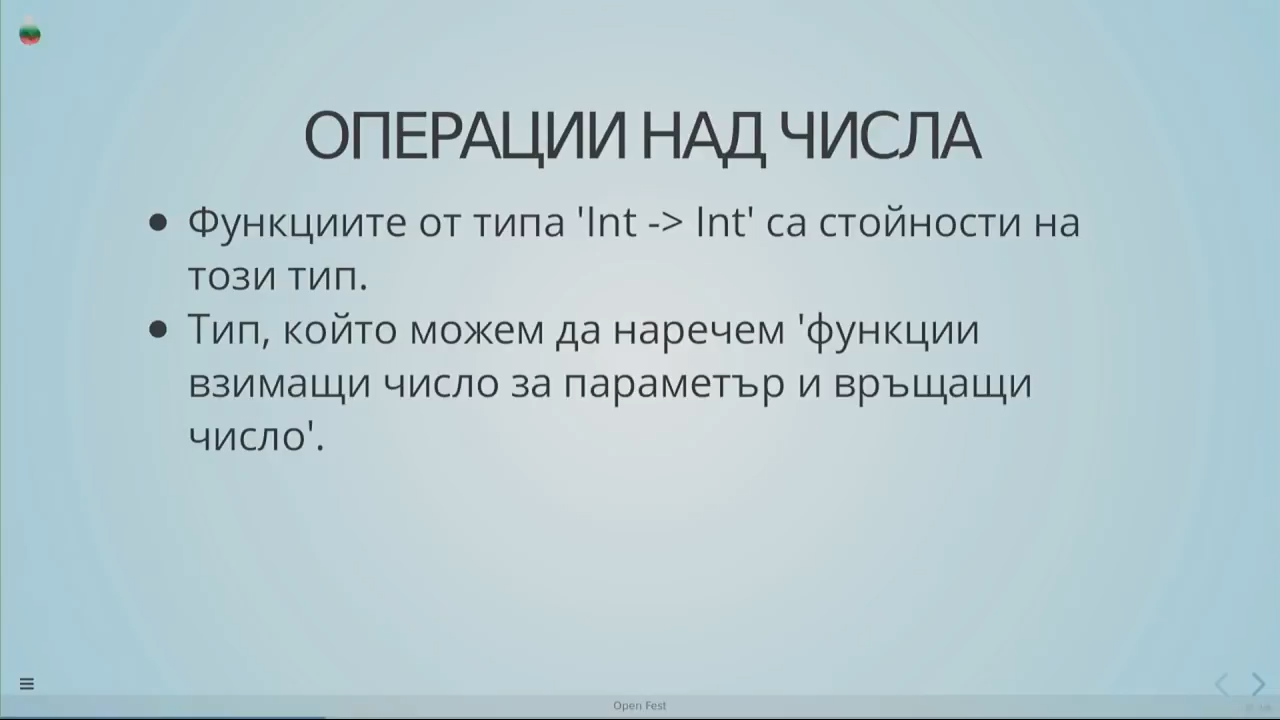 ОПЕРАЦИИ НАД ЧИСЛА
● Функциите от типа 'Int -> Int' са стойности на
този тип.
● Тип, който можем да наречем 'функции
взимащи число за параметър и връщащи
число'.
Open Fest